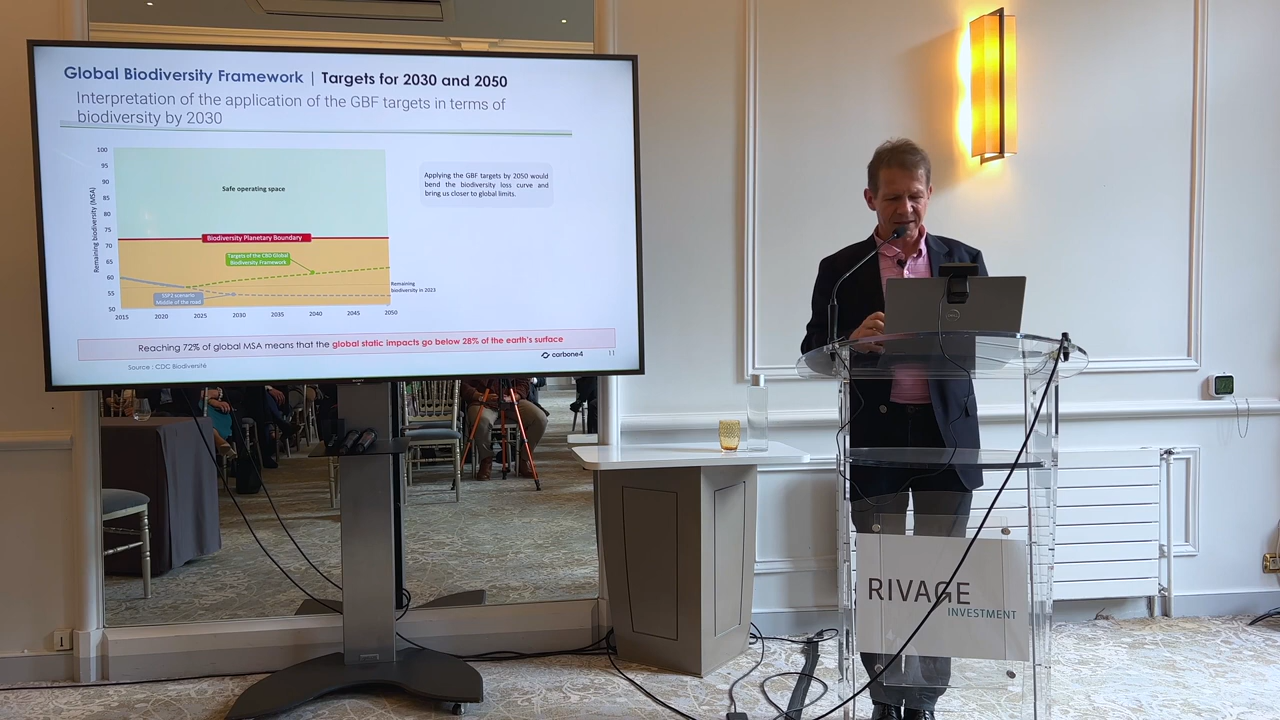 Global Biodiversity Framework | Targets for 2030 and 2050
Interpretation of the application of the GBF targets in terms of
biodiversity by 2030
100
95
90
85
80
75
70
65
60
55
50
Remaining biodiversity (MSA)
Safe operating space
Biodiversity Planetary Boundary
Targets of the CBD Global
Biodiversity Framework
SSP2 scenario
Middle of the road
Remaining
biodiversity in 2023
2015
2020
2025
2030
2040
2045
2050
Applying the GBF targets by 2050 would
bend the biodiversity loss curve and
bring us closer to global limits.
Reaching 72% of global MSA means that the global static impacts go below 28% of the earth's surface
Source : CDC Biodiversité
carbone4
11
DELL
RIVAGE
INVESTMENT